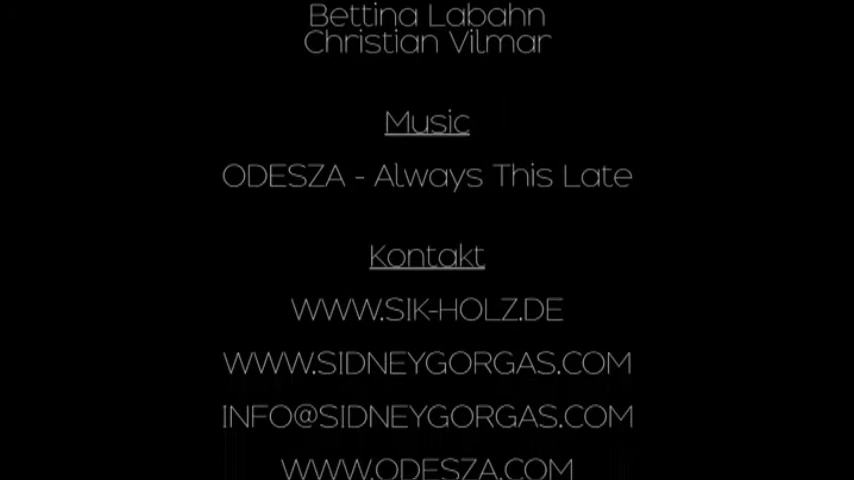 Bettina Labahn
Christian Vilmar
Music
ODESZA - Always This Late
Kontakt
WWW.SIK-HOLZ.DE
WWW.SIDNEYGORGAS.COM
INFO@SIDNEYGORGAS.COM
WWW.ODESZA.COM